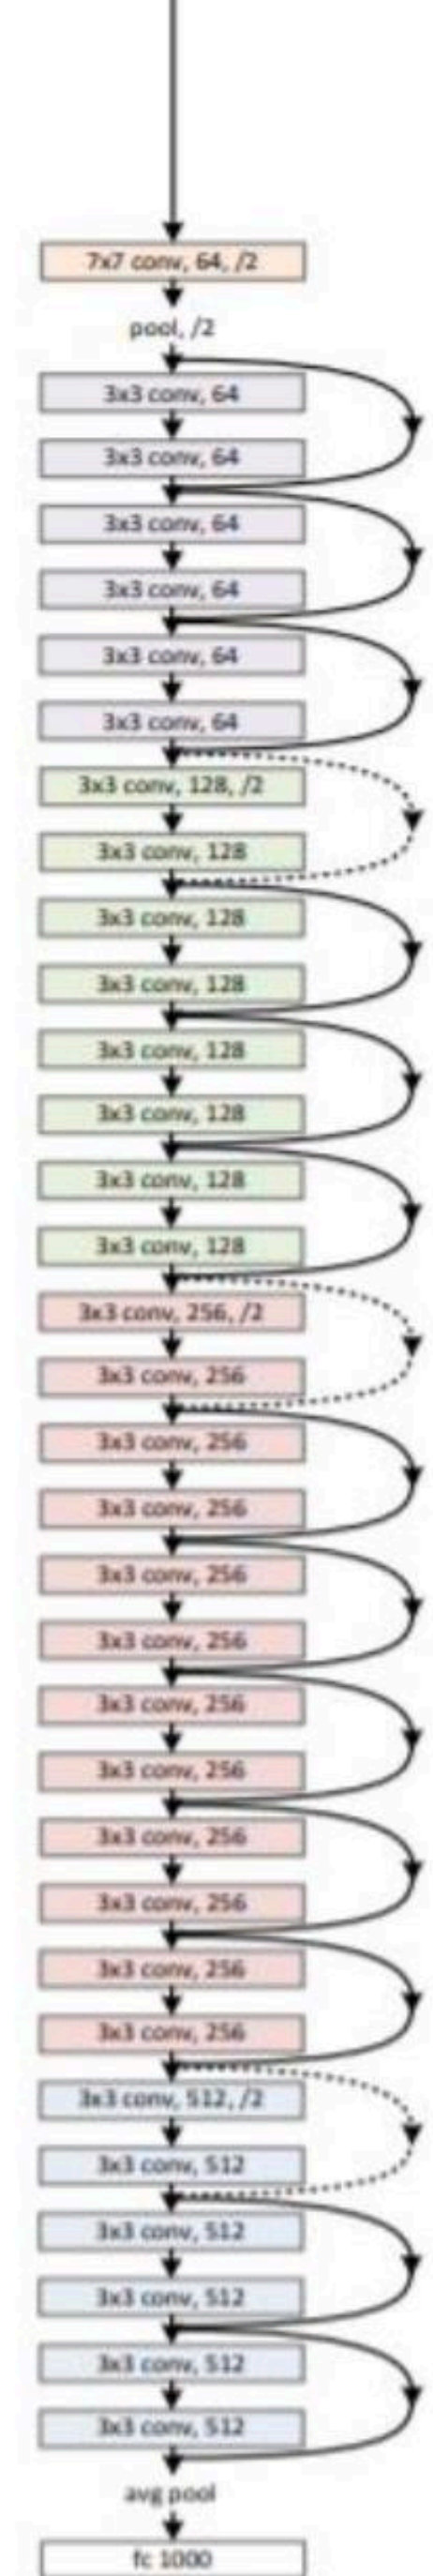 7x7 conv, 64, /2
pool, /2
3x3 conv, 64
3x3 conv, 64
3x3 conv, 64
3x3 conv, 64
3x3 conv, 64
3x3 conv, 64
3x3 conv, 128, /2
3x3 conv, 128
3x3 conv, 128
3x3 conv, 128
3x3 conv, 128
3x3 conv, 128
3x3 conv, 128
3x3 conv, 128
3x3 conv, 256, /2
3x3 conv, 256
3x3 conv, 256
3x3 conv, 256
3x3 conv, 256
3x3 conv, 256
3x3 conv, 256
3x3 conv, 256
3x3 conv, 256
3x3 conv, 256
3x3 conv, 256
3x3 conv, 256
3x3 conv, 512, /2
3x3 conv, 512
3x3 conv, 512
3x3 conv, 512
3x3 conv, 512
3x3 conv, 512
avg pool
fc 1000